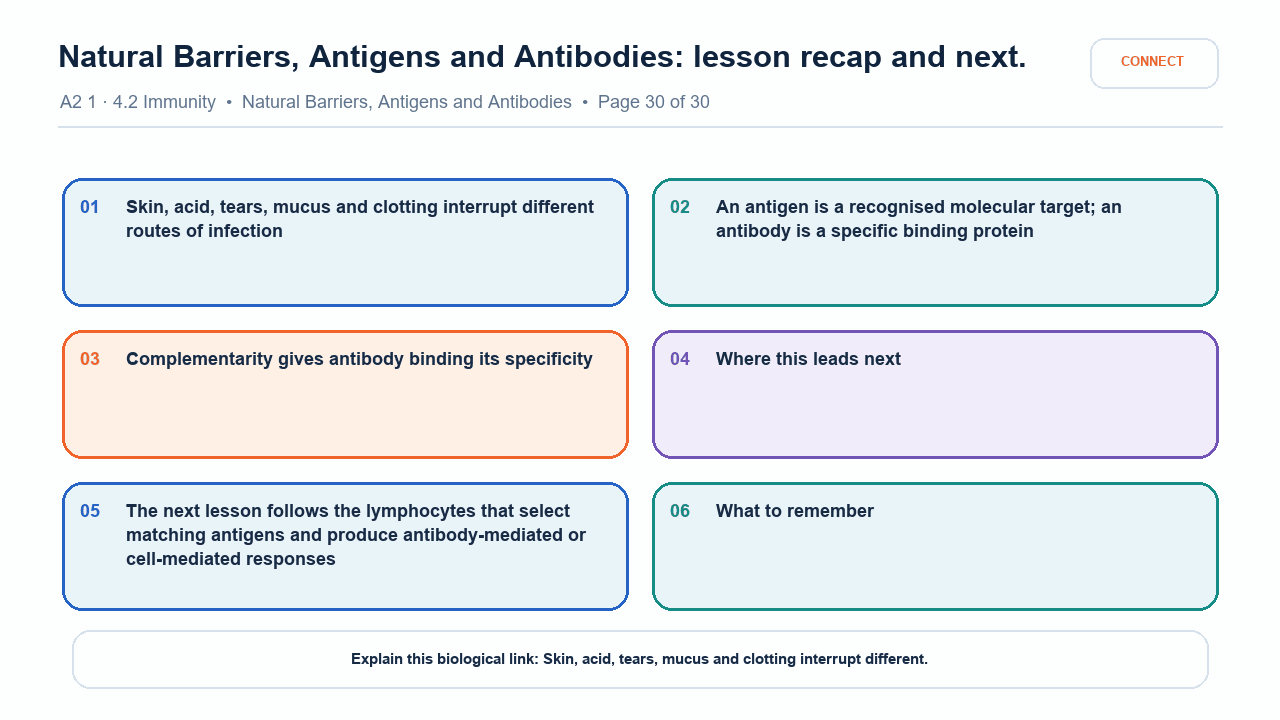 Natural Barriers, Antigens and Antibodies: lesson recap and next.
CONNECT
A2 1 · 4.2 Immunity • Natural Barriers, Antigens and Antibodies • Page 30 of 30
01 Skin, acid, tears, mucus and clotting interrupt different
routes of infection
02 An antigen is a recognised molecular target; an
antibody is a specific binding protein
03 Complementarity gives antibody binding its specificity
04 Where this leads next
05 The next lesson follows the lymphocytes that select
matching antigens and produce antibody-mediated or
cell-mediated responses
06 What to remember
Explain this biological link: Skin, acid, tears, mucus and clotting interrupt different.